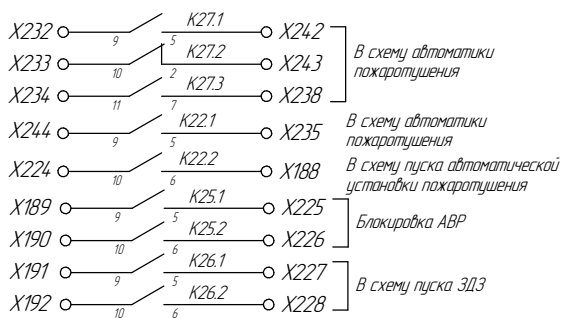 X232 9 K27.1 5 X242
X233 10 K27.2 2 X243
X234 11 K27.3 7 X238
В схему автоматики
пожаротушения
X244 9 K22.1 5 X235
В схему автоматики
пожаротушения
X224 10 K22.2 6 X188
В схему пуска автоматической
установки пожаротушения
X189 9 K25.1 5 X225
X190 10 K25.2 6 X226
Блокировка АВР
X191 9 K26.1 5 X227
X192 10 K26.2 6 X228
В схему пуска ЗДЗ